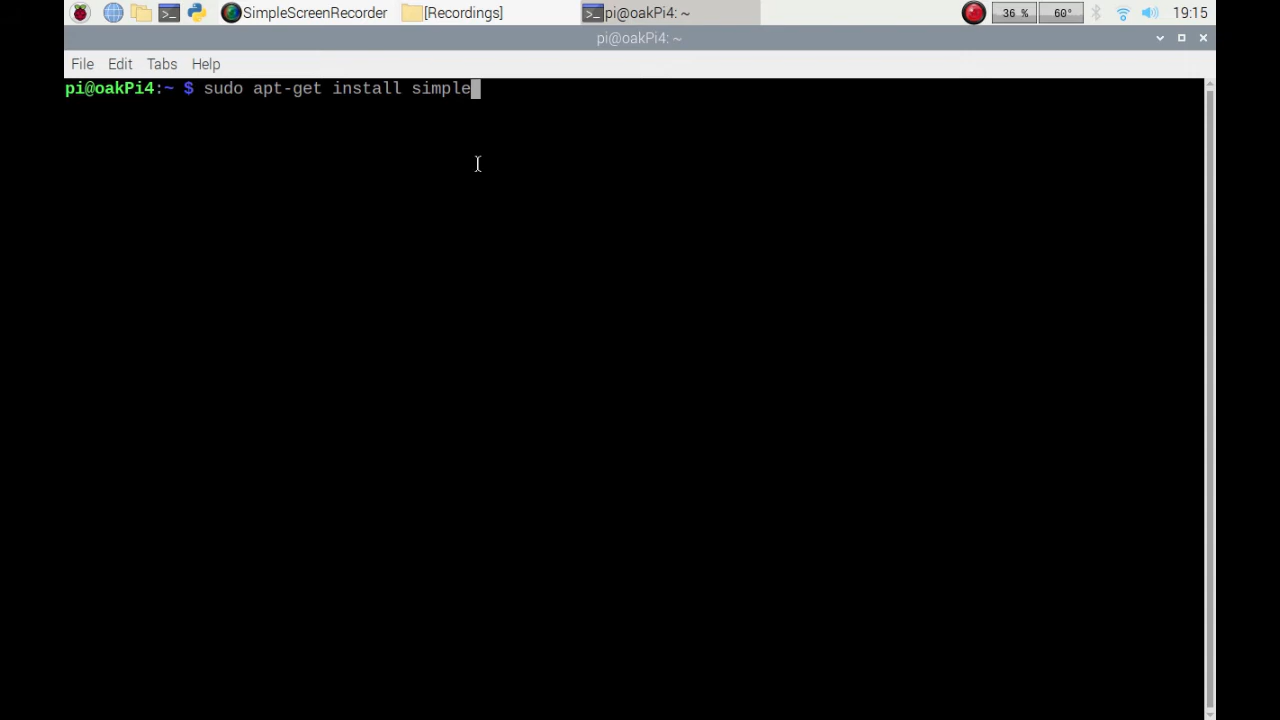 SimpleScreenRecorder [Recordings] pi@oakPi4: ~ 36 % 60° 19:15
pi@oakPi4: ~
File Edit Tabs Help
pi@oakPi4:~ $ sudo apt-get install simple